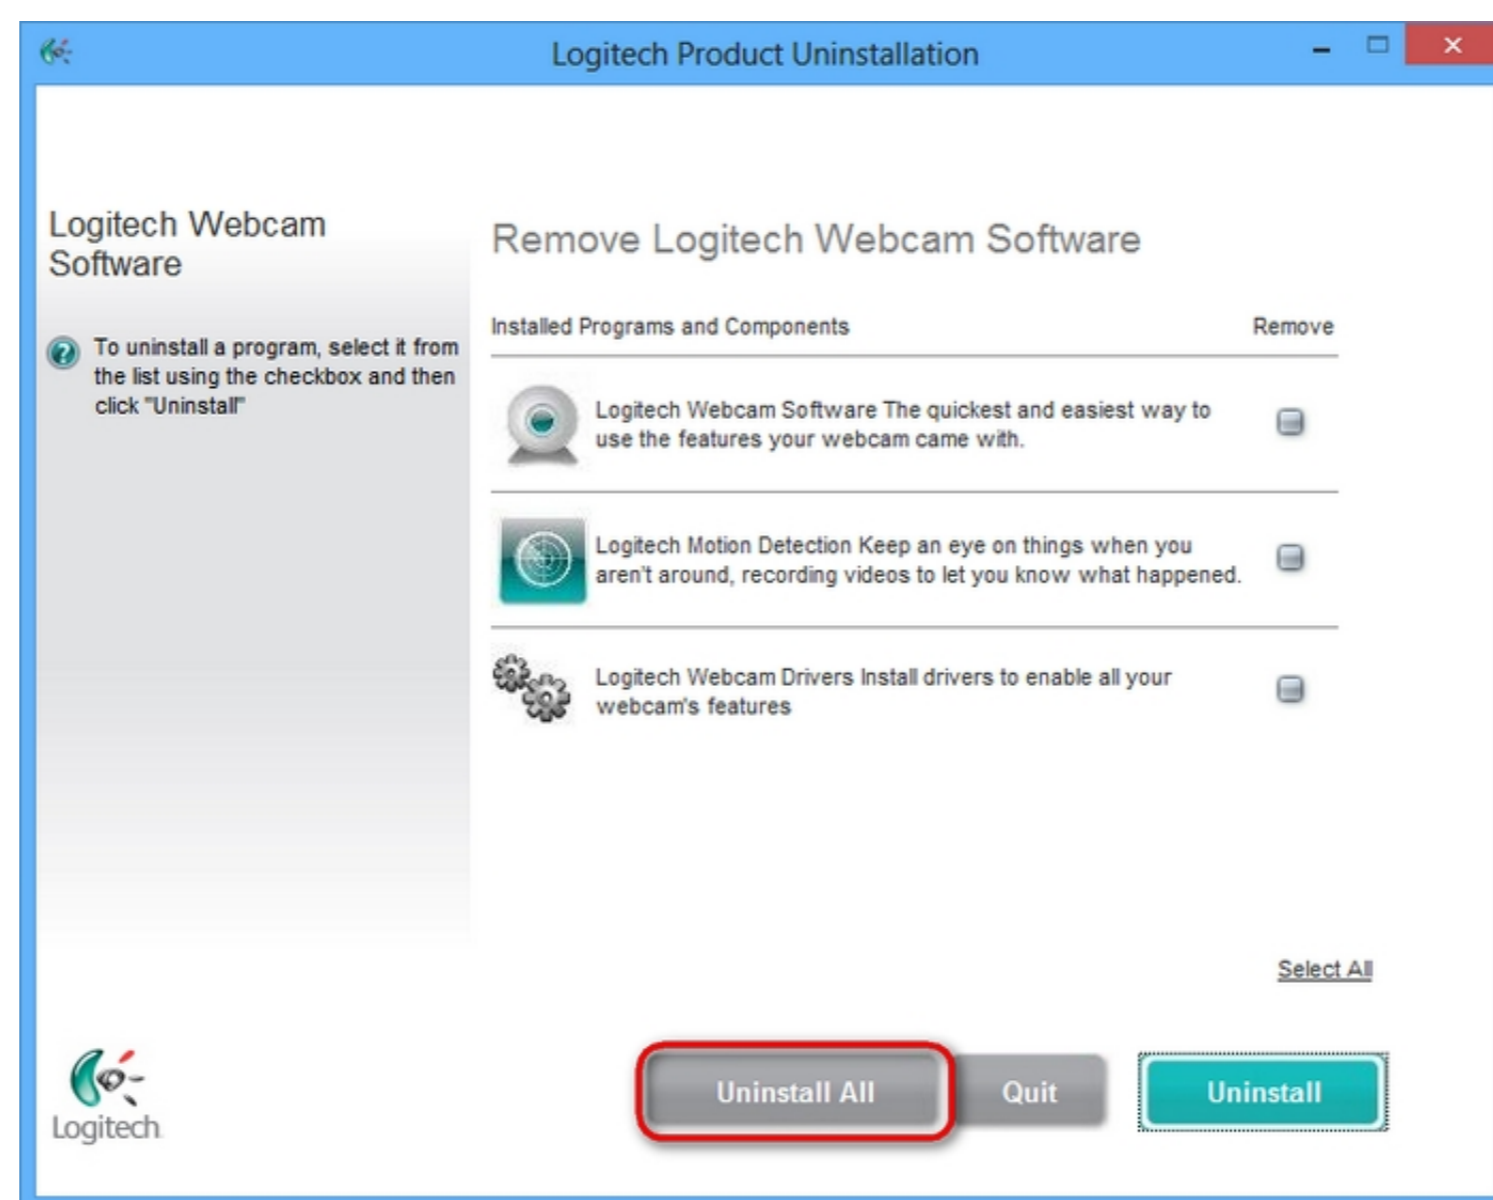 Logitech Product Uninstallation
Logitech Webcam
Software
To uninstall a program, select it from
the list using the checkbox and then
click "Uninstall"
Remove Logitech Webcam Software
Installed Programs and Components Remove
Logitech Webcam Software The quickest and easiest way to
use the features your webcam came with.
Logitech Motion Detection Keep an eye on things when you
aren't around, recording videos to let you know what happened.
Logitech Webcam Drivers Install drivers to enable all your
webcam's features
Select All
Logitech
Uninstall All Quit Uninstall